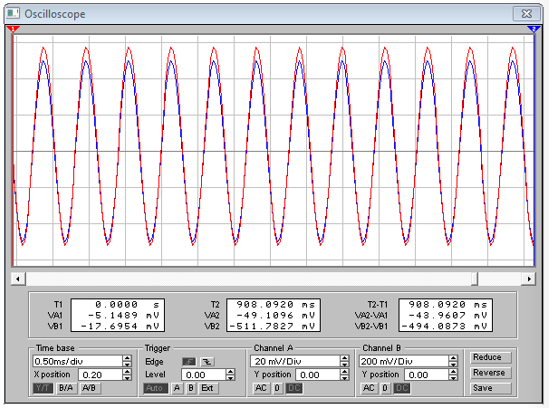 Oscilloscope
1 2
T1 0.0000 s T2 908.0920 ms T2-T1 908.0920 ms
VA1 -5.1489 mV VA2 -49.1096 mV VA2-VA1 -43.9607 mV
VB1 -17.6954 mV VB2 -511.7827 mV VB2-VB1 -494.0873 mV
Time base Trigger Channel A Channel B
0.50ms/div Edge 20 mV/Div 200 mV/Div Reduce
X position 0.20 Level 0.00 Y position 0.00 Y position 0.00 Reverse
Y/T B/A A/B Auto A B Ext AC 0 DC AC 0 DC Save